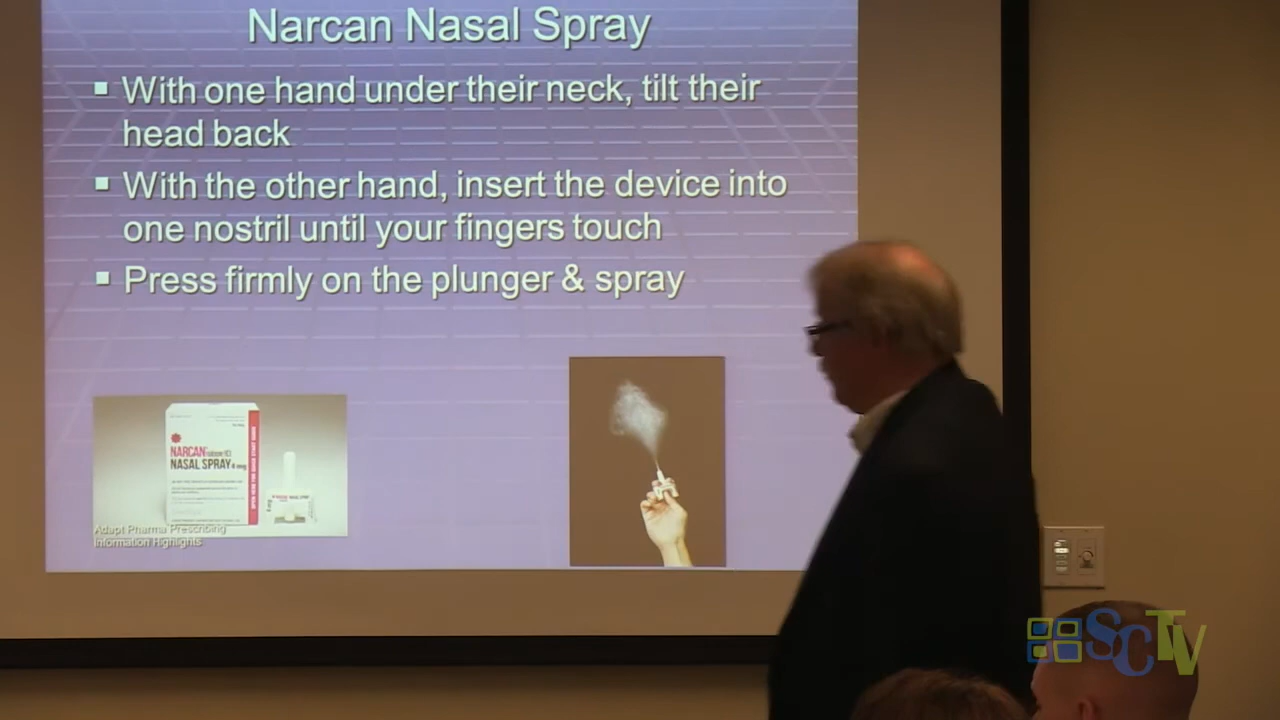 Narcan Nasal Spray
With one hand under their neck, tilt their
head back
With the other hand, insert the device into
one nostril until your fingers touch
Press firmly on the plunger & spray
NARCAN
NASAL SPRAY 4 mg
Adapt Pharma Prescribing
Information Highlights
SCTV